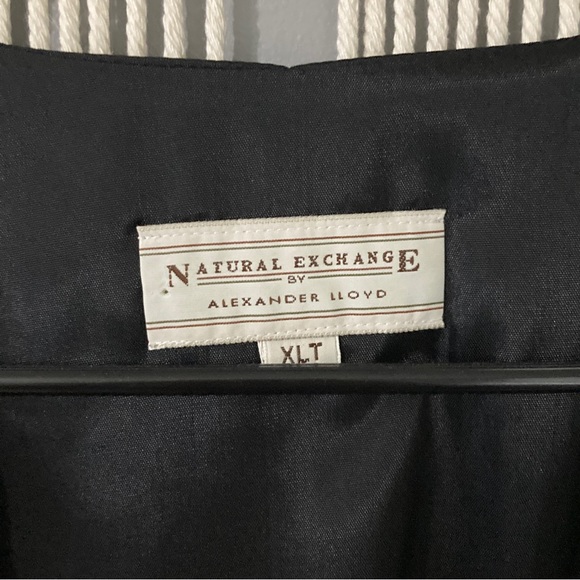 NATURAL EXCHANGE
BY
ALEXANDER LLOYD
XLT